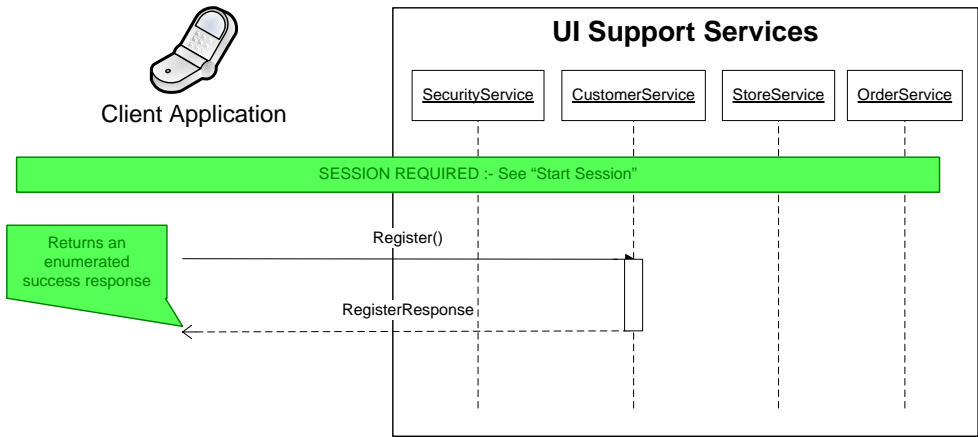 UI Support Services
Client Application
SecurityService
CustomerService
StoreService
OrderService
SESSION REQUIRED :- See “Start Session”
Returns an
enumerated
success response
Register()
RegisterResponse